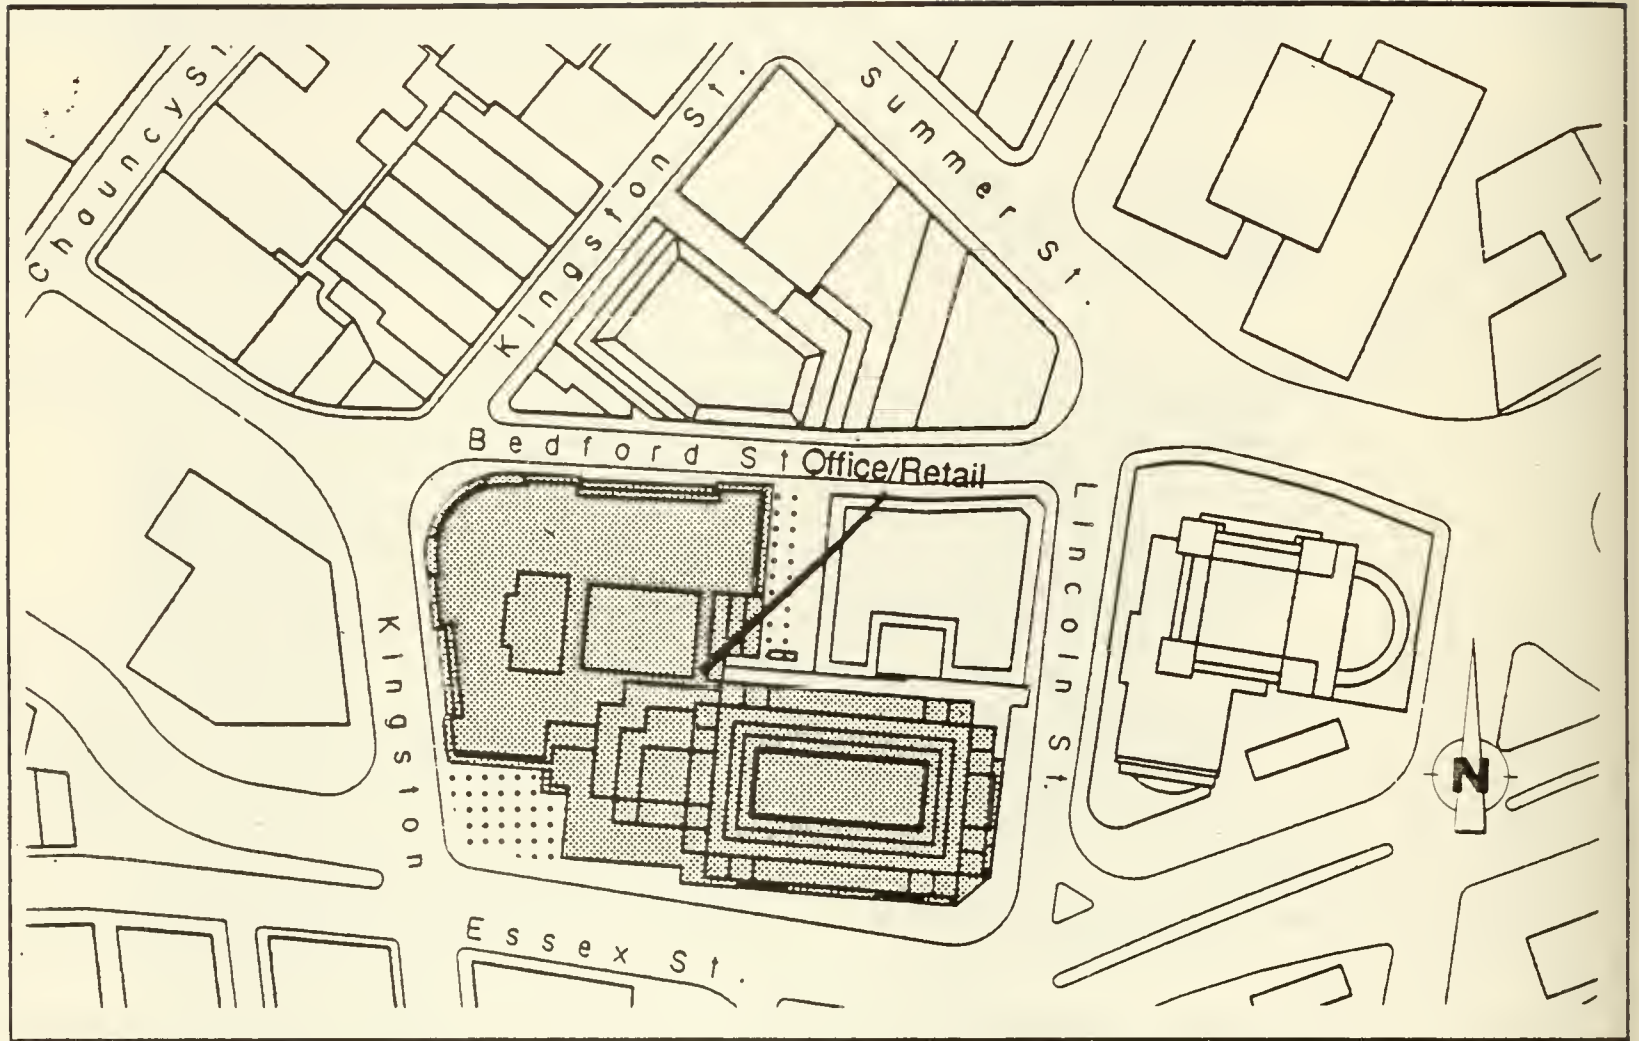 Chauncy St.
Kingston St.
Summer St.
Bedford St
Office/Retail
Lincoln St.
Kingston
N
Essex St.